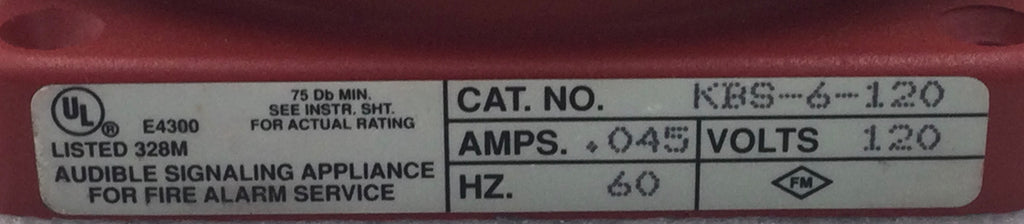 UL ® E4300
LISTED 328M
75 Db MIN.
SEE INSTR. SHT.
FOR ACTUAL RATING
AUDIBLE SIGNALING APPLIANCE
FOR FIRE ALARM SERVICE
CAT. NO. KBS-6-120
AMPS. .045 VOLTS 120
HZ. 60 FM